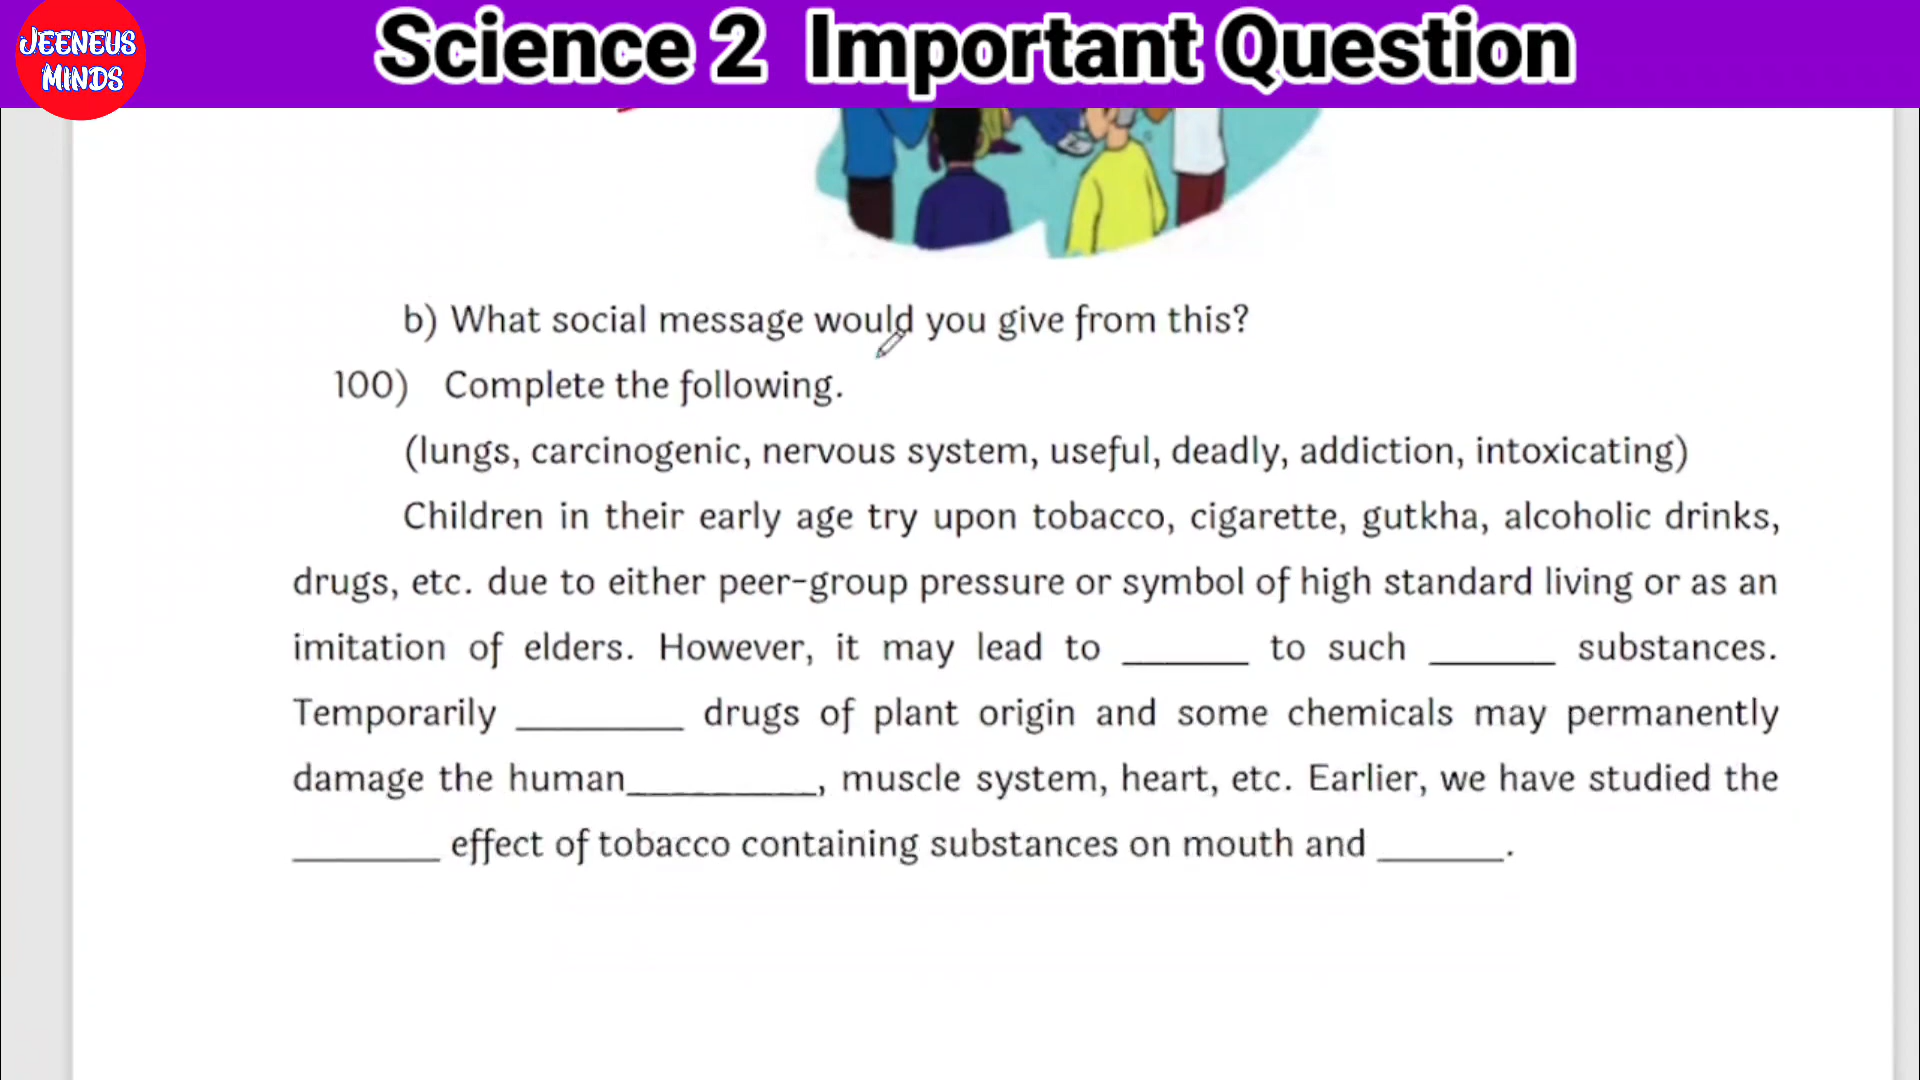 JEENEUS
MINDS
Science 2 Important Question
b) What social message would you give from this?
100) Complete the following.
(lungs, carcinogenic, nervous system, useful, deadly, addiction, intoxicating)
Children in their early age try upon tobacco, cigarette, gutkha, alcoholic drinks,
drugs, etc. due to either peer-group pressure or symbol of high standard living or as an
imitation of elders. However, it may lead to ______ to such ______ substances.
Temporarily ________ drugs of plant origin and some chemicals may permanently
damage the human_________, muscle system, heart, etc. Earlier, we have studied the
_______ effect of tobacco containing substances on mouth and ______.